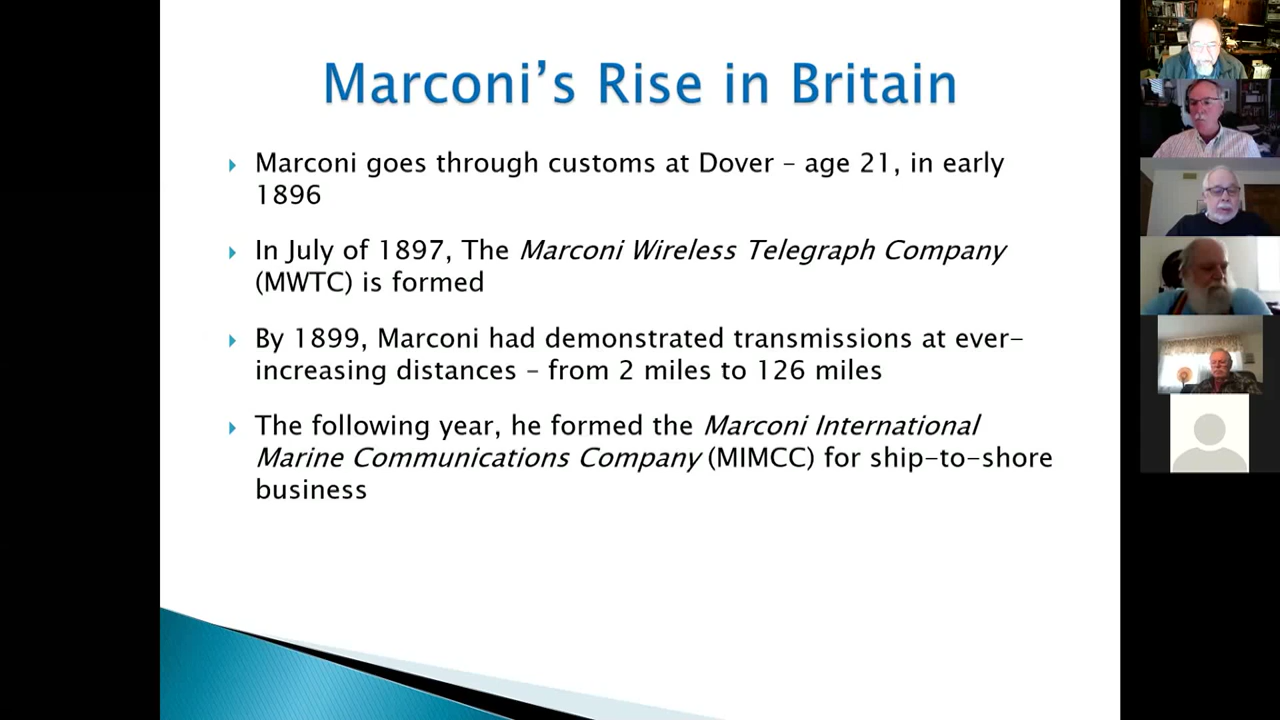 Marconi’s Rise in Britain
Marconi goes through customs at Dover – age 21, in early
1896
In July of 1897, The Marconi Wireless Telegraph Company
(MWTC) is formed
By 1899, Marconi had demonstrated transmissions at ever-
increasing distances – from 2 miles to 126 miles
The following year, he formed the Marconi International
Marine Communications Company (MIMCC) for ship-to-shore
business